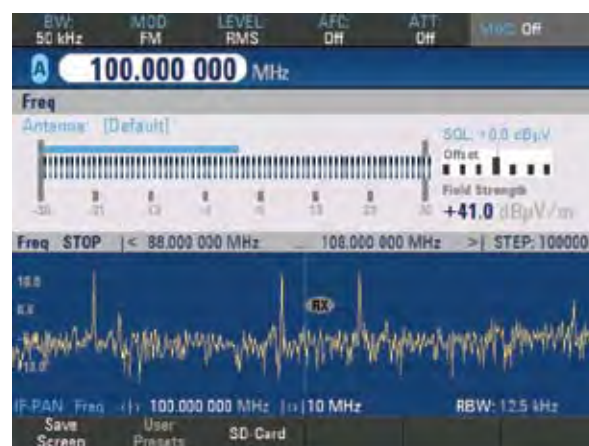 BW: MOD LEVEL AFC: ATT: Off
50 kHz FM RMS Off Off
A 100.000 000 MHz
Freq
Antenna: [Default]
SQL: +0.0 dBµV
Offset
Field Strength
+41.0 dBµV/m
Freq STOP |< 88.000 000 MHz ... 108.000 000 MHz >| STEP: 100000
RX
IF-PAN Freq 100.000 000 MHz 10 MHz RBW: 12.5 kHz
Save Screen User Presets SD-Card